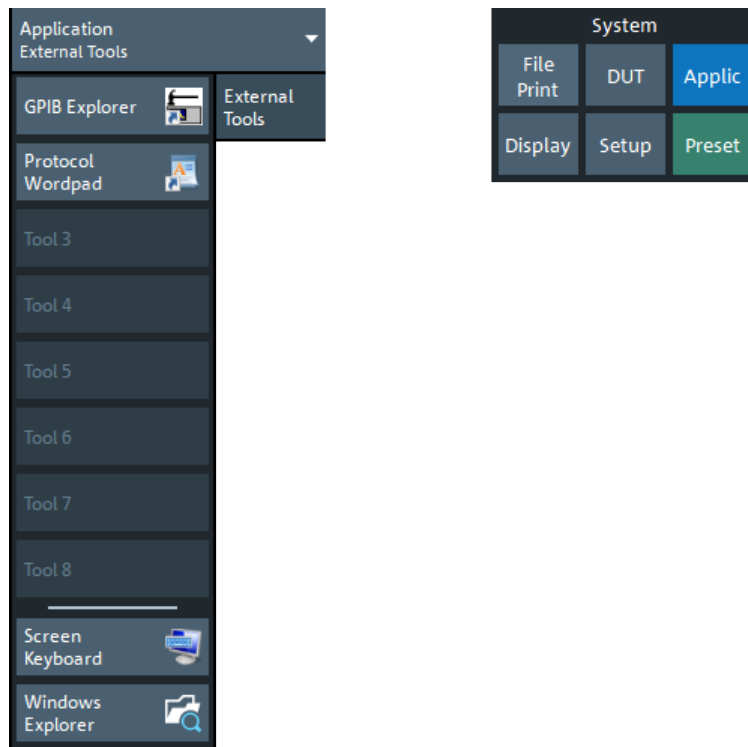 Application
External Tools
GPIB Explorer
External
Tools
Protocol
Wordpad
Tool 3
Tool 4
Tool 5
Tool 6
Tool 7
Tool 8
Screen
Keyboard
Windows
Explorer
System
File
Print
DUT
Applic
Display
Setup
Preset